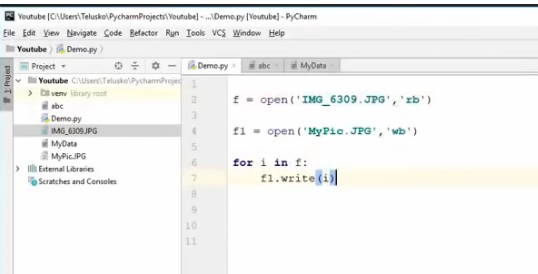 Youtube [C:\Users\Telusko\PycharmProjects\Youtube] - ...\Demo.py [Youtube] - PyCharm
File Edit View Navigate Code Refactor Run Tools VCS Window Help
Youtube Demo.py
1: Project
Project
Demo.py abc MyData
Youtube C:\Users\Telusko\PycharmProjec
venv library root
abc
Demo.py
IMG_6309.JPG
MyData
MyPic.JPG
External Libraries
Scratches and Consoles
1
2 f = open('IMG_6309.JPG','rb')
3
4 f1 = open('MyPic.JPG','wb')
5
6 for i in f:
7 f1.write(i)
8
9
10
11